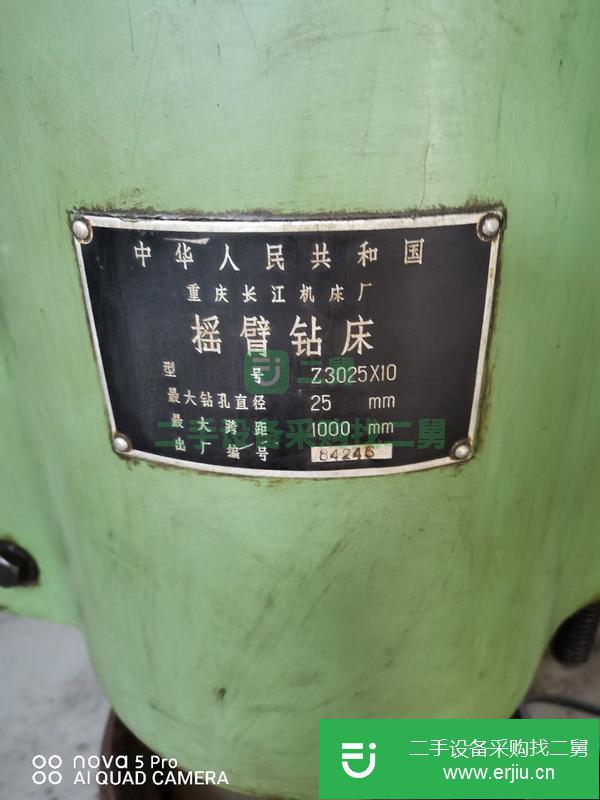 中华人民共和国
重庆长江机床厂
摇臂钻床
型号 Z3025X10
最大钻孔直径 25 mm
最大跨距 1000 mm
出厂编号 84246
二舅
二手设备采购找二舅
nova 5 Pro
AI QUAD CAMERA
二手设备采购找二舅
www.erjiu.cn